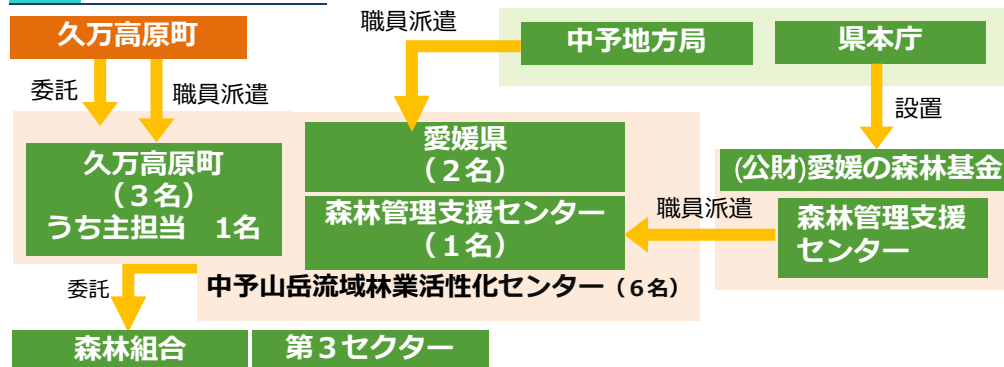 久万高原町
職員派遣
中予地方局
県本庁
委託
職員派遣
設置
久万高原町
（３名）
うち主担当　1名
愛媛県
（２名）
森林管理支援センター
（１名）
職員派遣
(公財)愛媛の森林基金
森林管理支援
センター
中予山岳流域林業活性化センター（６名）
委託
森林組合
第３セクター